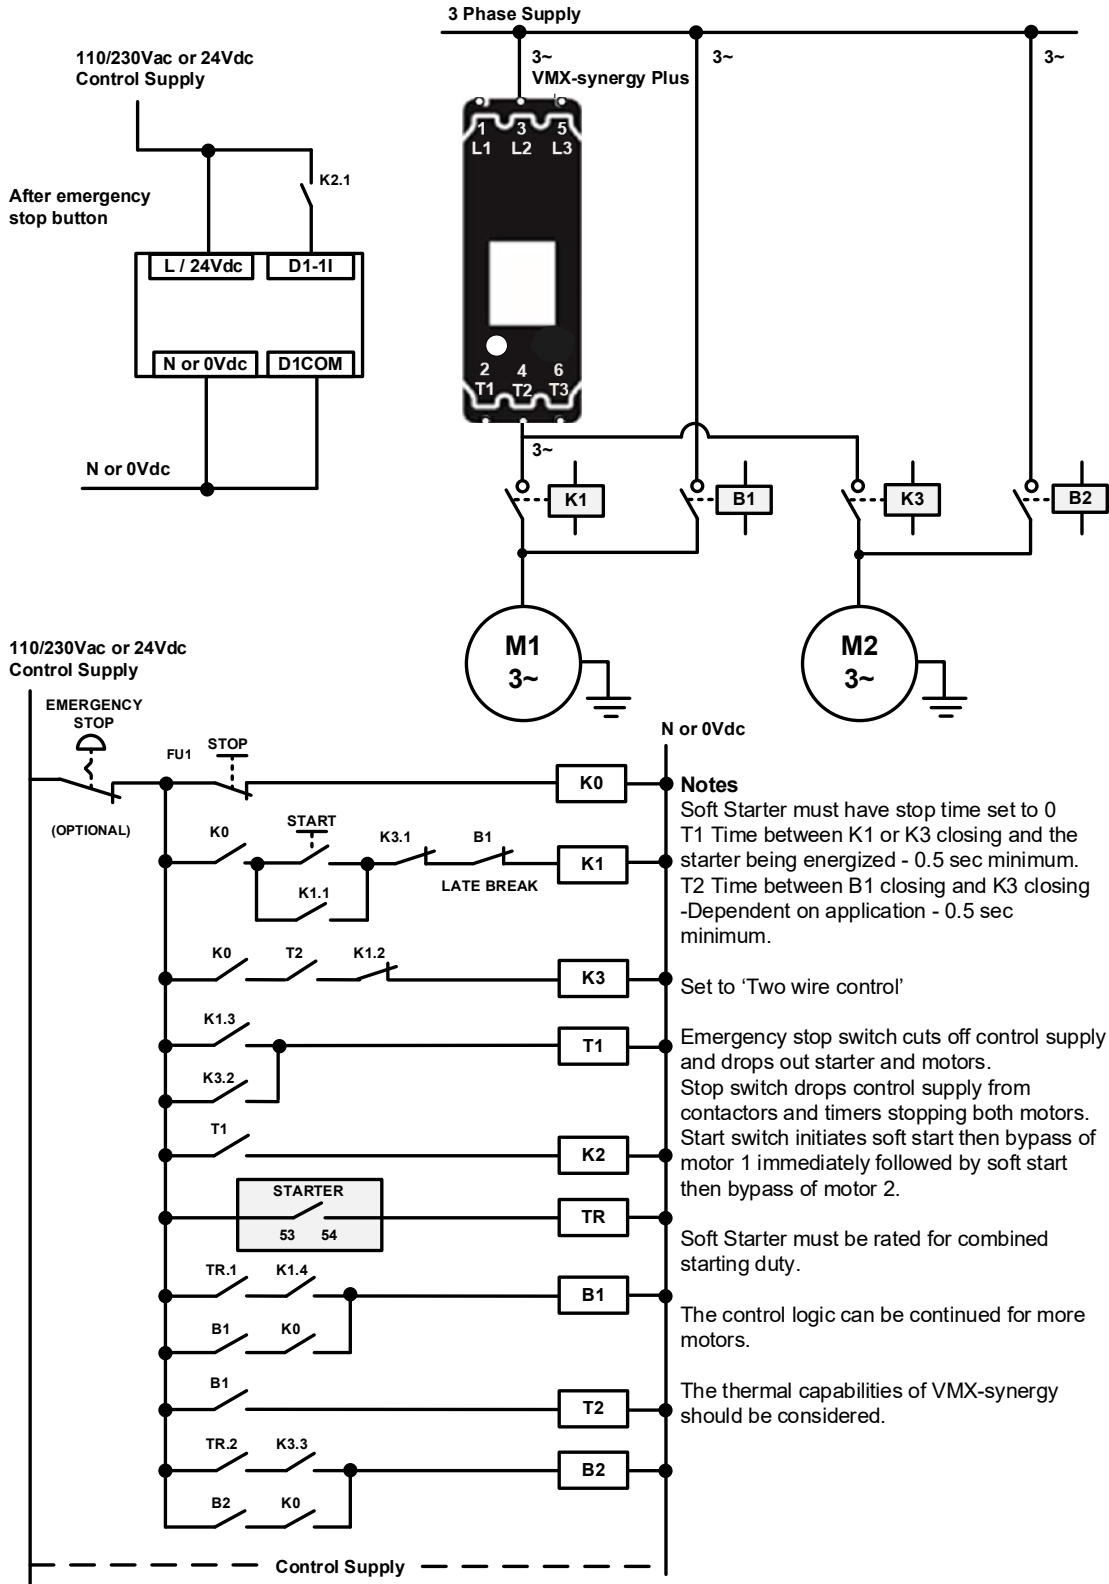 3 Phase Supply
3~
3~
3~
VMX-synergy Plus
110/230Vac or 24Vdc
Control Supply
K2.1
After emergency
stop button
L / 24Vdc
D1-1I
N or 0Vdc
D1COM
N or 0Vdc
1
3
5
L1
L2
L3
2
4
6
T1
T2
T3
3~
K1
B1
K3
B2
M1
3~
M2
3~
110/230Vac or 24Vdc
Control Supply
EMERGENCY
STOP
(OPTIONAL)
FU1
STOP
K0
N or 0Vdc
K0
START
K3.1
B1
K1
K1.1
LATE BREAK
K0
T2
K1.2
K3
K1.3
T1
K3.2
T1
K2
STARTER
53 54
TR
TR.1
K1.4
B1
B1
K0
B1
T2
TR.2
K3.3
B2
B2
K0
Control Supply
Notes
Soft Starter must have stop time set to 0
T1 Time between K1 or K3 closing and the
starter being energized - 0.5 sec minimum.
T2 Time between B1 closing and K3 closing
-Dependent on application - 0.5 sec
minimum.
Set to ‘Two wire control’
Emergency stop switch cuts off control supply
and drops out starter and motors.
Stop switch drops control supply from
contactors and timers stopping both motors.
Start switch initiates soft start then bypass of
motor 1 immediately followed by soft start
then bypass of motor 2.
Soft Starter must be rated for combined
starting duty.
The control logic can be continued for more
motors.
The thermal capabilities of VMX-synergy
should be considered.